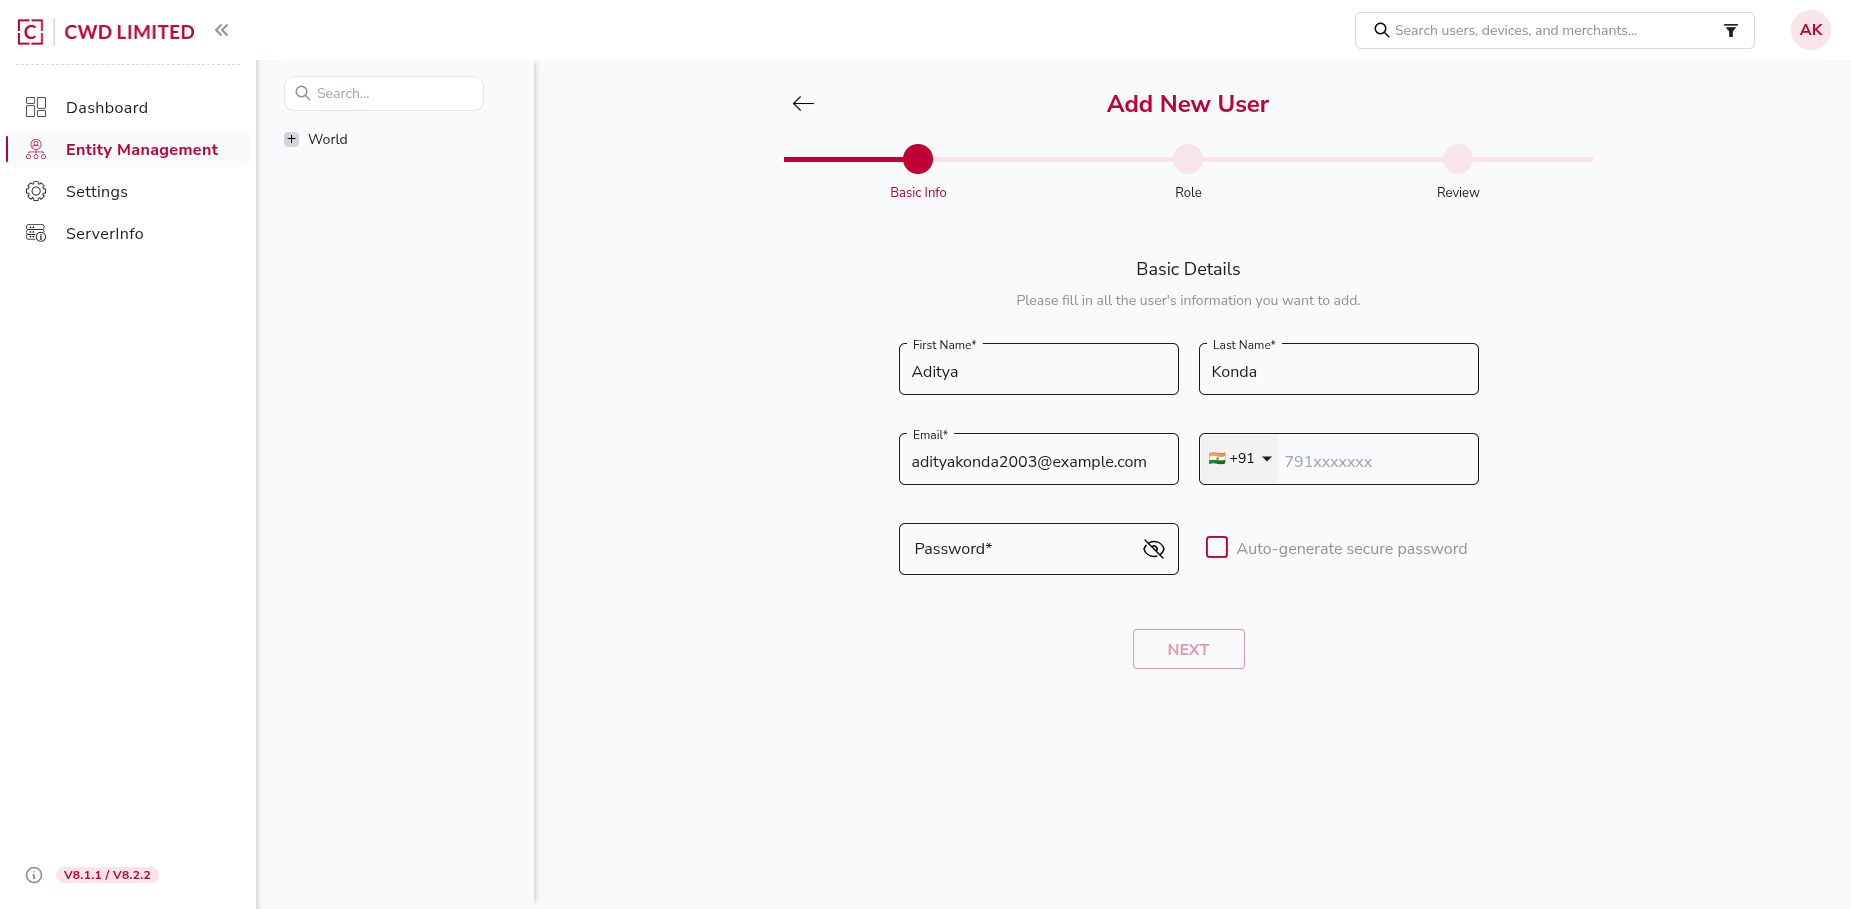 C CWD LIMITED
Search users, devices, and merchants...
AK
Dashboard
Entity Management
Settings
ServerInfo
V8.1.1 / V8.2.2
Search...
+ World
Add New User
Basic Info
Role
Review
Basic Details
Please fill in all the user's information you want to add.
First Name*
Aditya
Last Name*
Konda
Email*
adityakonda2003@example.com
+91
791xxxxxxx
Password*
Auto-generate secure password
NEXT